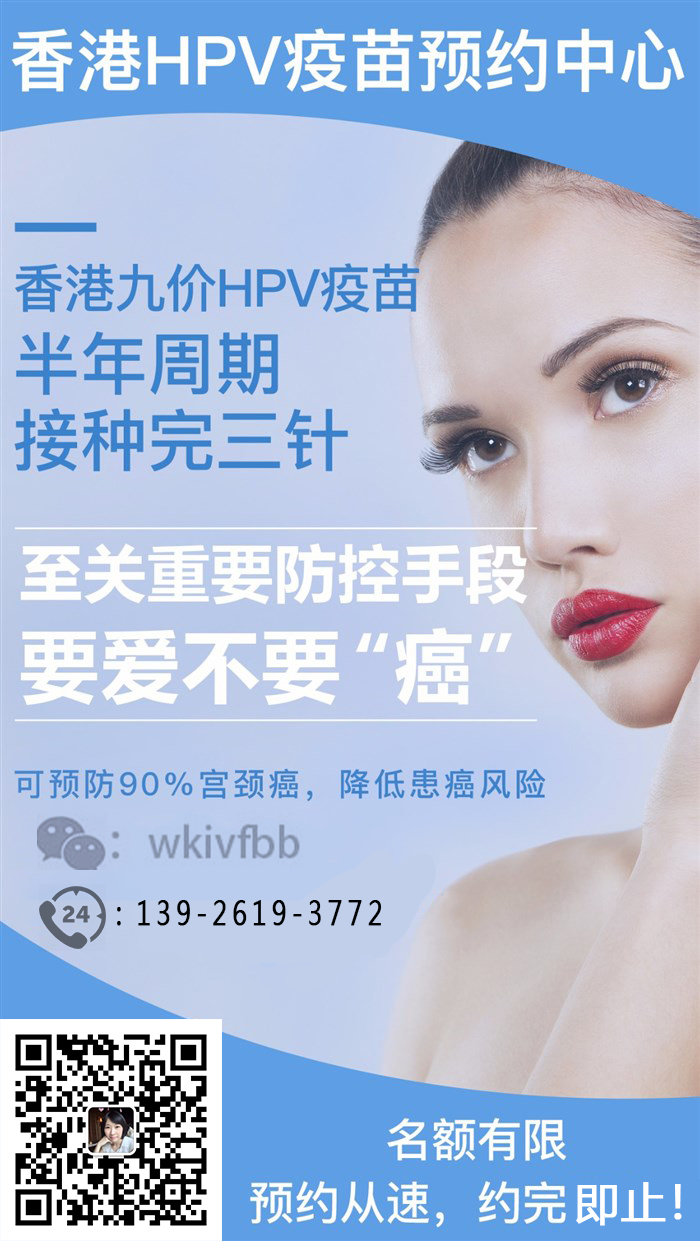 香港HPV疫苗预约中心
香港九价HPV疫苗
半年周期
接种完三针
至关重要防控手段
要爱不要“癌”
可预防90%宫颈癌，降低患癌风险
：wkivfbb
24：139-2619-3772
名额有限
预约从速，约完即止！